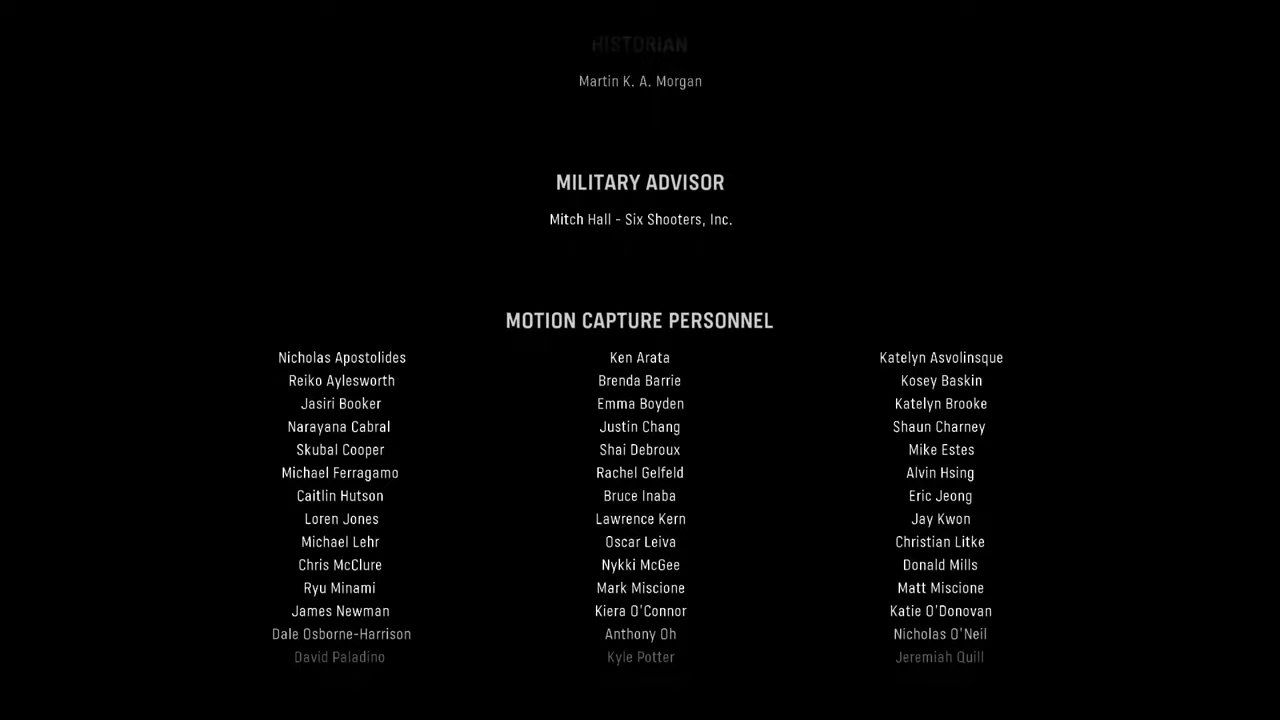 HISTORIAN
Martin K. A. Morgan
MILITARY ADVISOR
Mitch Hall - Six Shooters, Inc.
MOTION CAPTURE PERSONNEL
Nicholas Apostolides Ken Arata Katelyn Asvolinsque
Reiko Aylesworth Brenda Barrie Kosey Baskin
Jasiri Booker Emma Boyden Katelyn Brooke
Narayana Cabral Justin Chang Shaun Charney
Skubal Cooper Shai Debroux Mike Estes
Michael Ferragamo Rachel Gelfeld Alvin Hsing
Caitlin Hutson Bruce Inaba Eric Jeong
Loren Jones Lawrence Kern Jay Kwon
Michael Lehr Oscar Leiva Christian Litke
Chris McClure Nykki McGee Donald Mills
Ryu Minami Mark Miscione Matt Miscione
James Newman Kiera O'Connor Katie O'Donovan
Dale Osborne-Harrison Anthony Oh Nicholas O'Neil
David Paladino Kyle Potter Jeremiah Quill